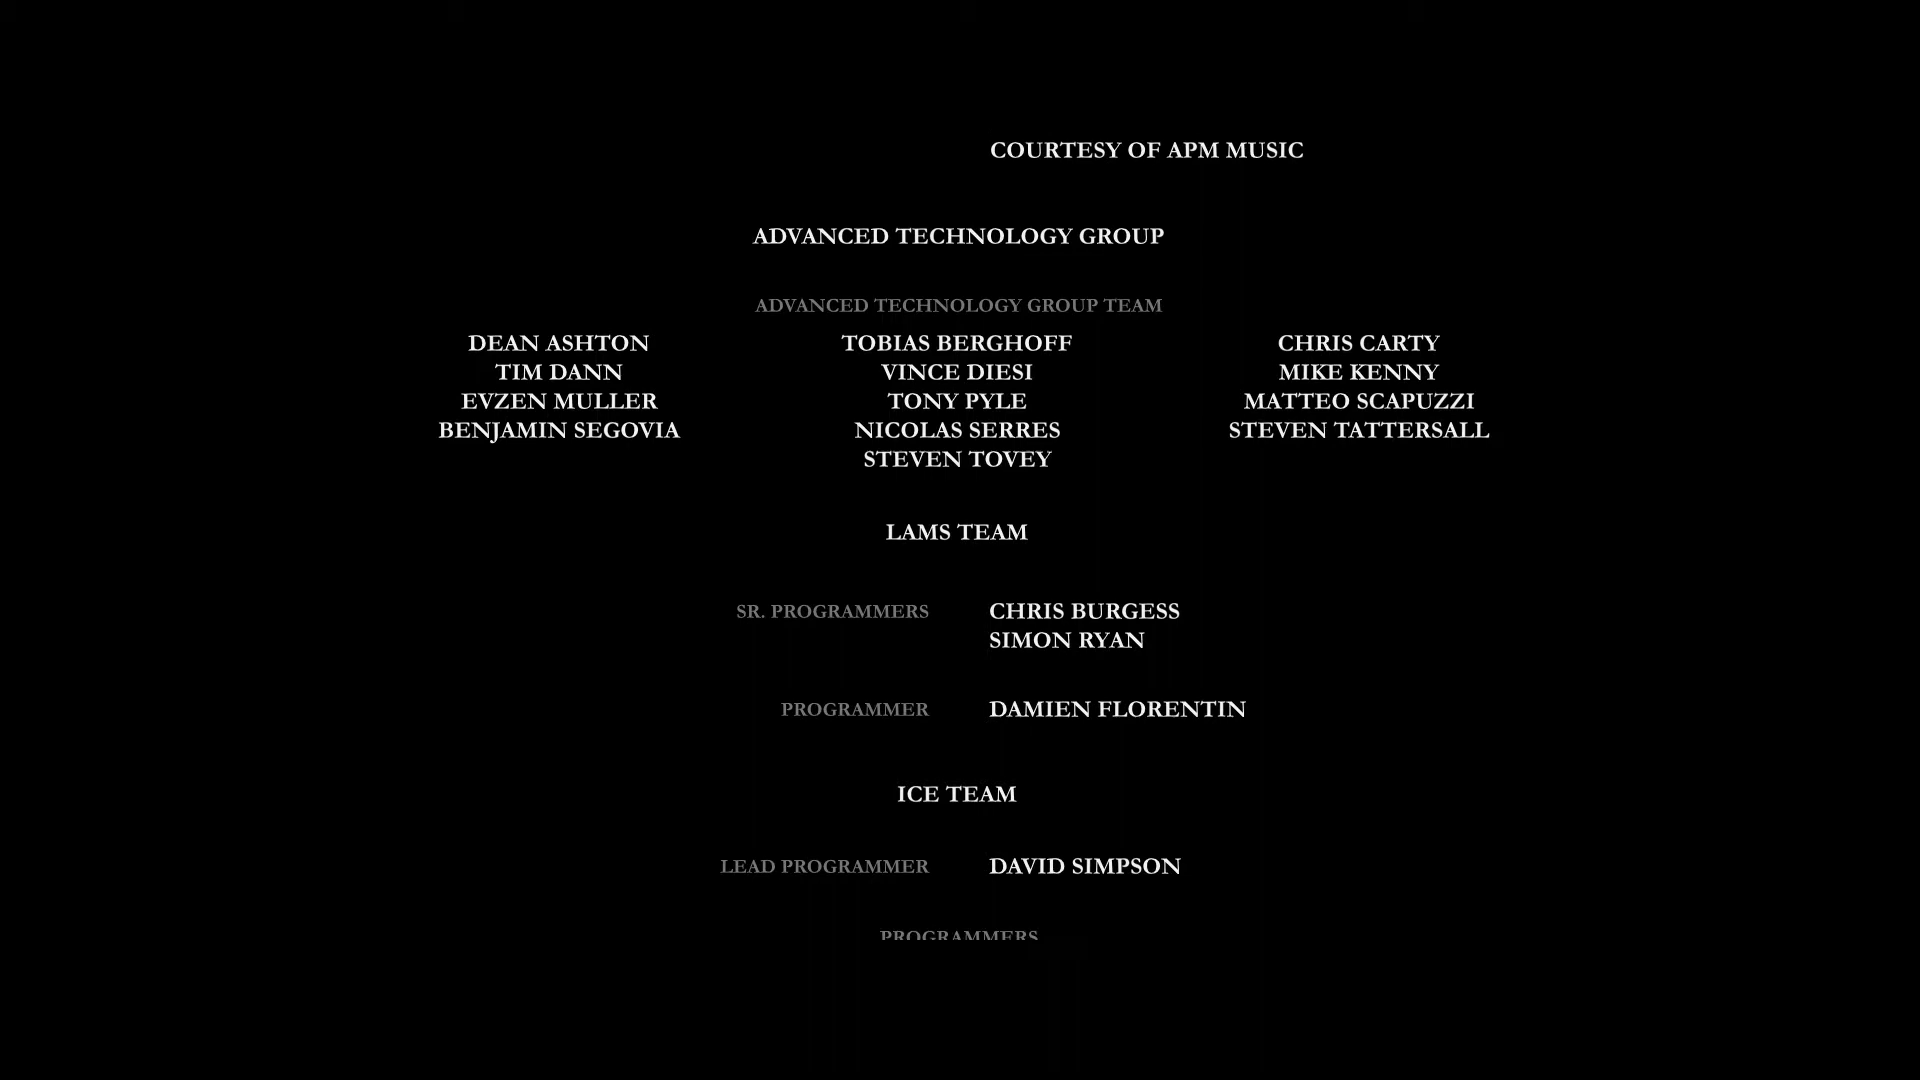 COURTESY OF APM MUSIC
ADVANCED TECHNOLOGY GROUP
ADVANCED TECHNOLOGY GROUP TEAM
DEAN ASHTON TOBIAS BERGHOFF CHRIS CARTY
TIM DANN VINCE DIESI MIKE KENNY
EVZEN MULLER TONY PYLE MATTEO SCAPUZZI
BENJAMIN SEGOVIA NICOLAS SERRES STEVEN TATTERSALL
STEVEN TOVEY
LAMS TEAM
SR. PROGRAMMERS CHRIS BURGESS
SIMON RYAN
PROGRAMMER DAMIEN FLORENTIN
ICE TEAM
LEAD PROGRAMMER DAVID SIMPSON
PROGRAMMERS